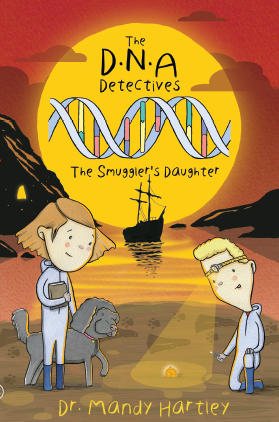 The
D·N·A
Detectives
The Smuggler's Daughter
Dr. Mandy Hartley